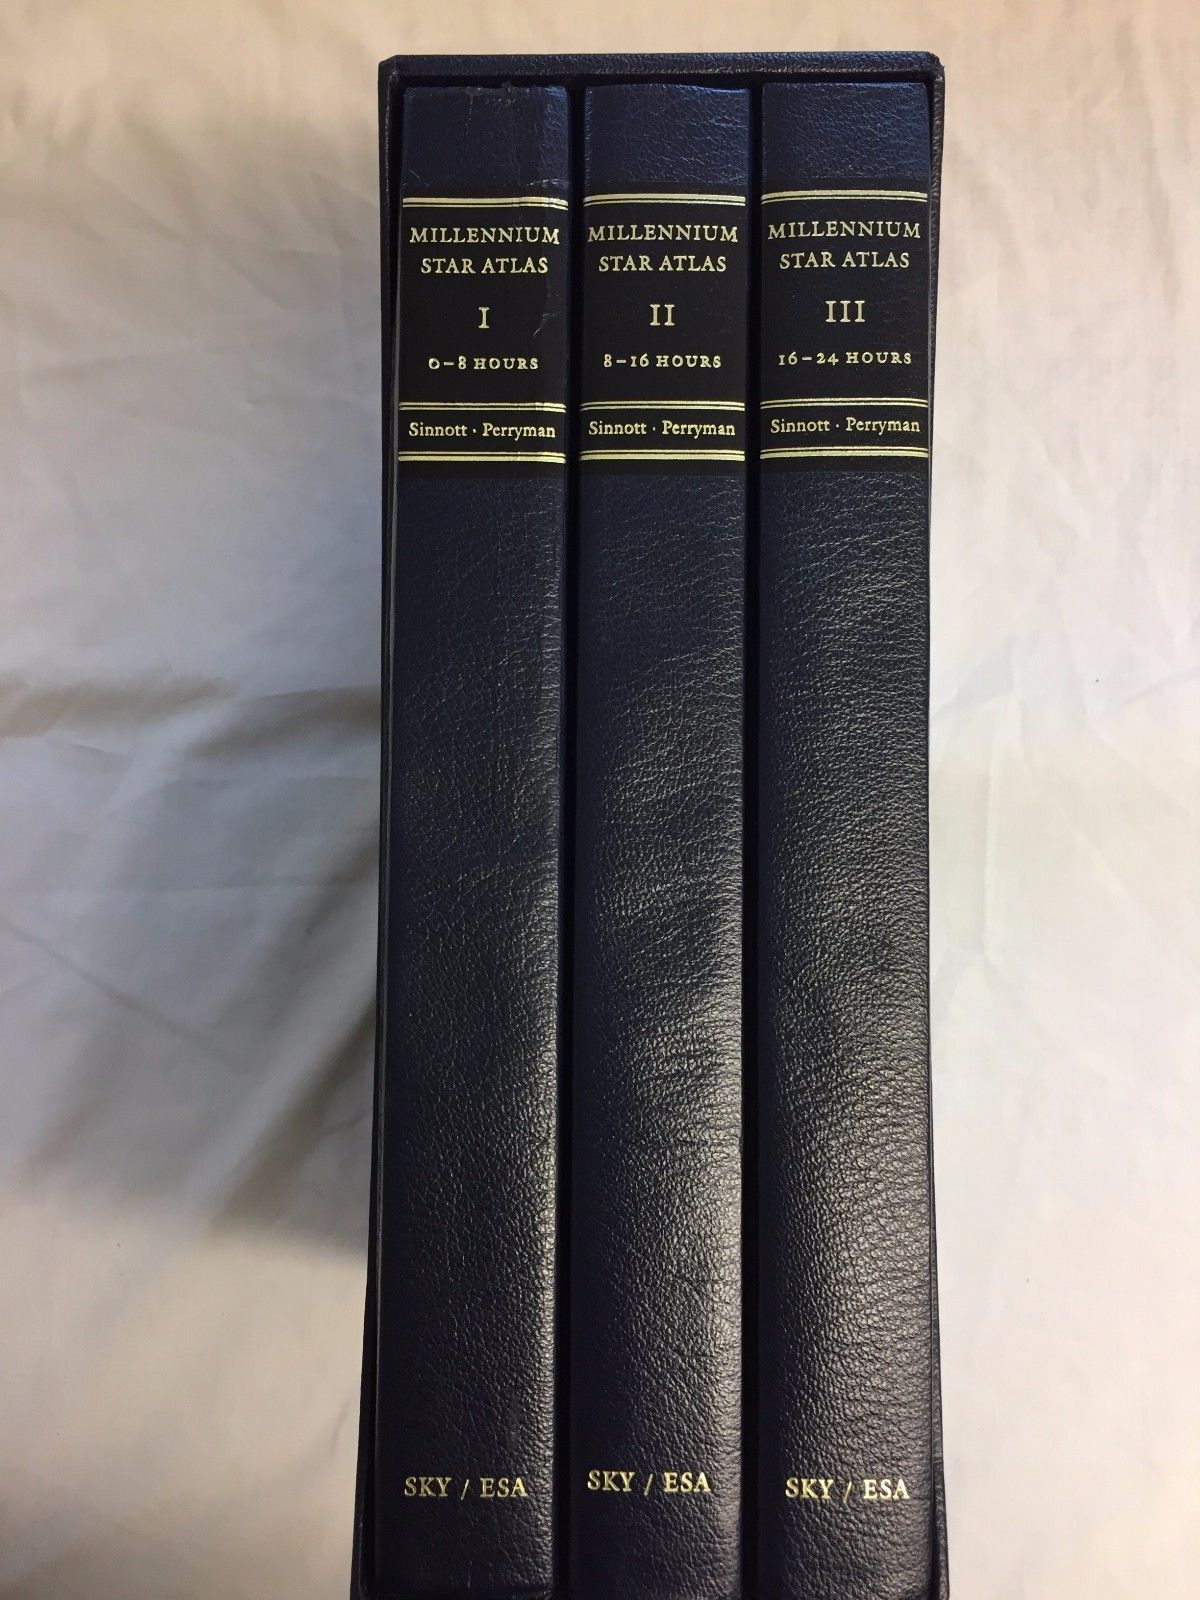 MILLENNIUM
STAR ATLAS
I
0–8 HOURS
Sinnott · Perryman
SKY / ESA
MILLENNIUM
STAR ATLAS
II
8–16 HOURS
Sinnott · Perryman
SKY / ESA
MILLENNIUM
STAR ATLAS
III
16–24 HOURS
Sinnott · Perryman
SKY / ESA